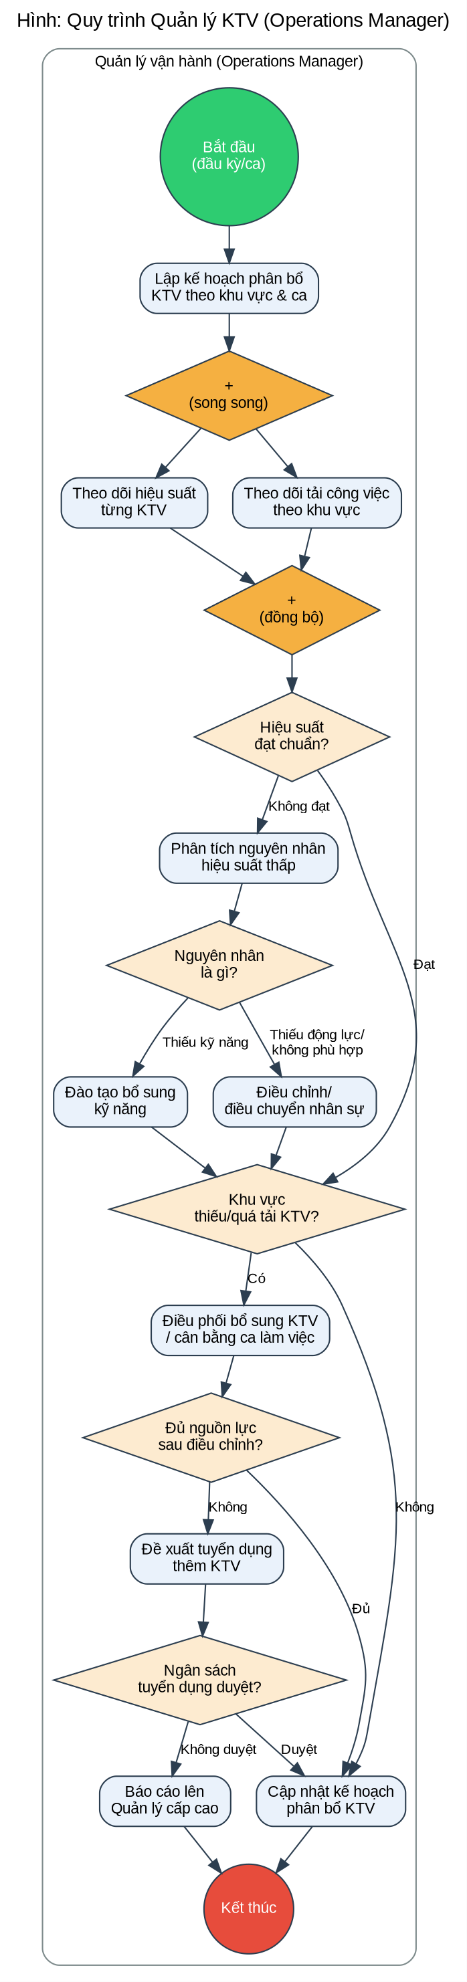 Hình: Quy trình Quản lý KTV (Operations Manager)
Quản lý vận hành (Operations Manager)
Bắt đầu
(đầu kỳ/ca)
Lập kế hoạch phân bổ
KTV theo khu vực & ca
+
(song song)
Theo dõi hiệu suất
từng KTV
Theo dõi tải công việc
theo khu vực
+
(đồng bộ)
Hiệu suất
đạt chuẩn?
Không đạt
Phân tích nguyên nhân
hiệu suất thấp
Đạt
Nguyên nhân
là gì?
Thiếu kỹ năng
Thiếu động lực/
không phù hợp
Đào tạo bổ sung
kỹ năng
Điều chỉnh/
điều chuyển nhân sự
Khu vực
thiếu/quá tải KTV?
Có
Điều phối bổ sung KTV
/ cân bằng ca làm việc
Đủ nguồn lực
sau điều chỉnh?
Không
Không
Đề xuất tuyển dụng
thêm KTV
Đủ
Ngân sách
tuyển dụng duyệt?
Không duyệt
Duyệt
Báo cáo lên
Quản lý cấp cao
Cập nhật kế hoạch
phân bổ KTV
Kết thúc